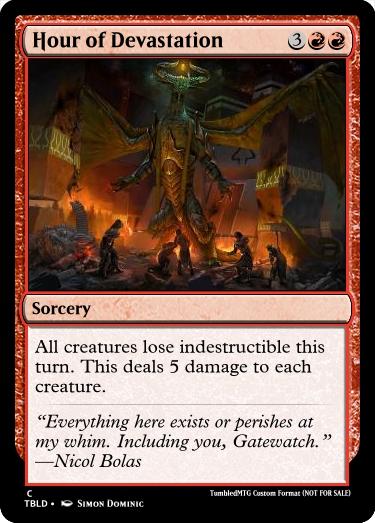 Hour of Devastation 3
Sorcery
All creatures lose indestructible this
turn. This deals 5 damage to each
creature.
“Everything here exists or perishes at
my whim. Including you, Gatewatch.”
—Nicol Bolas
C
TBLD • Simon Dominic
TumbledMTG Custom Format (NOT FOR SALE)